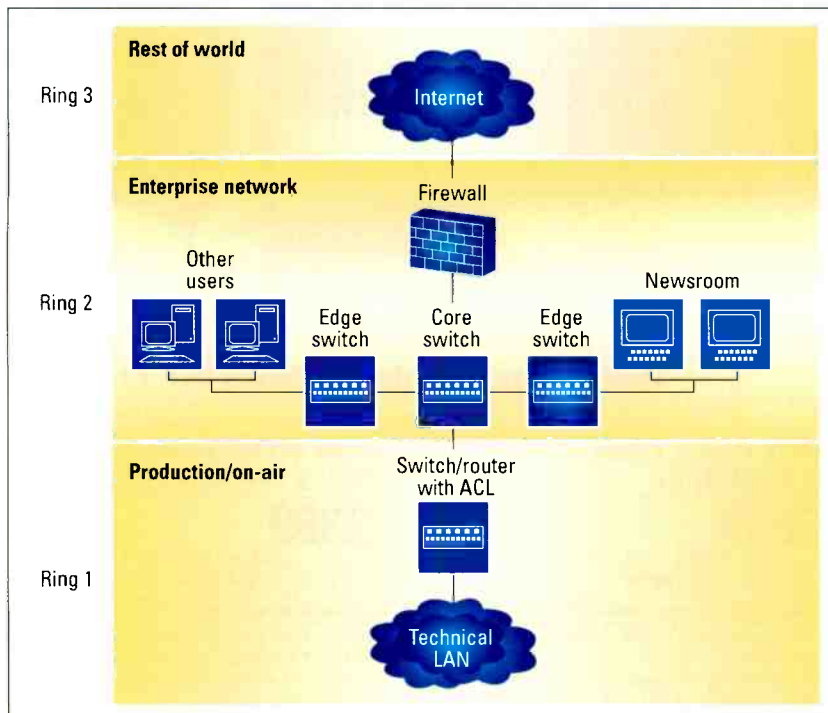 Rest of world
Ring 3
Internet
Enterprise network
Firewall
Other
users
Newsroom
Ring 2
Edge
switch
Core
switch
Edge
switch
Production/on-air
Switch/router
with ACL
Ring 1
Technical
LAN